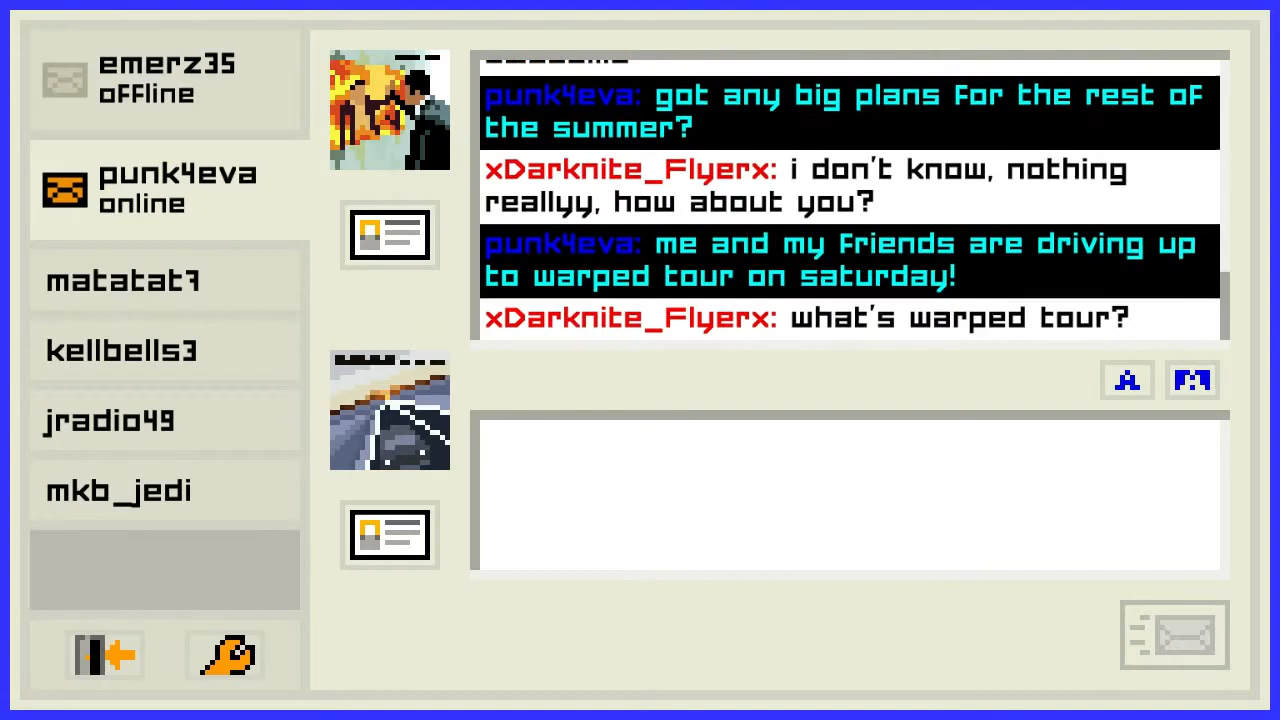 emerz35
offline
punk4eva
online
matatat7
kellbells3
jradio49
mkb_jedi
punk4eva: got any big plans for the rest of
the summer?
xDarknite_Flyerx: i don't know, nothing
reallyy, how about you?
punk4eva: me and my friends are driving up
to warped tour on saturday!
xDarknite_Flyerx: what's warped tour?
A